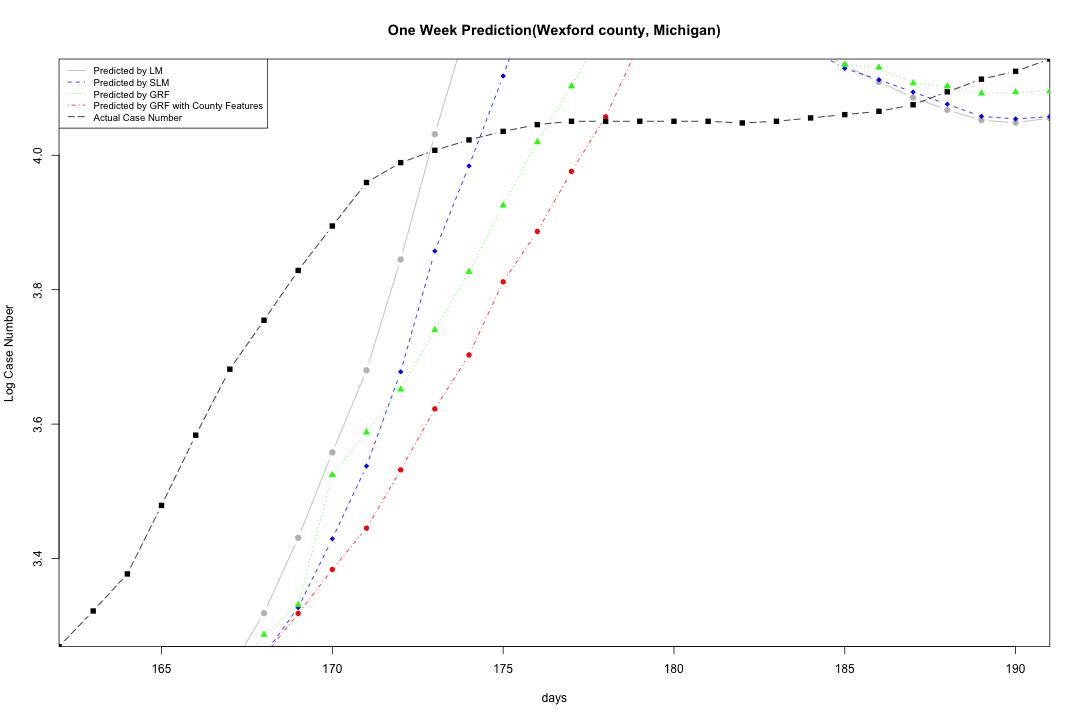 One Week Prediction(Wexford county, Michigan)
Predicted by LM
Predicted by SLM
Predicted by GRF
Predicted by GRF with County Features
Actual Case Number
4.0
3.8
3.6
3.4
Log Case Number
165 170 175 180 185 190
days